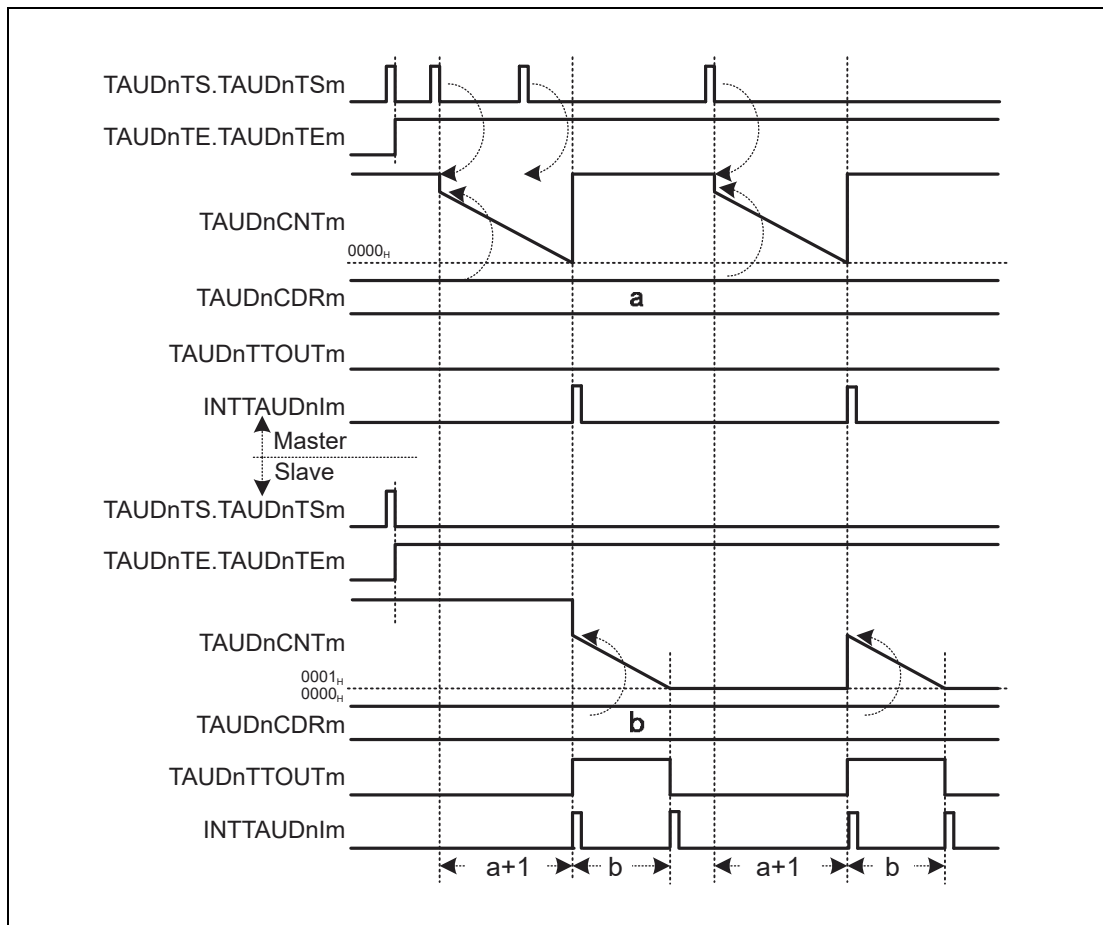 TAUDnTS.TAUDnTSm
TAUDnTE.TAUDnTEm
TAUDnCNTm
0000H
TAUDnCDRm
a
TAUDnTTOUTm
INTTAUDnIm
Master
Slave
TAUDnTS.TAUDnTSm
TAUDnTE.TAUDnTEm
TAUDnCNTm
0001H
0000H
TAUDnCDRm
b
TAUDnTTOUTm
INTTAUDnIm
a+1 b a+1 b